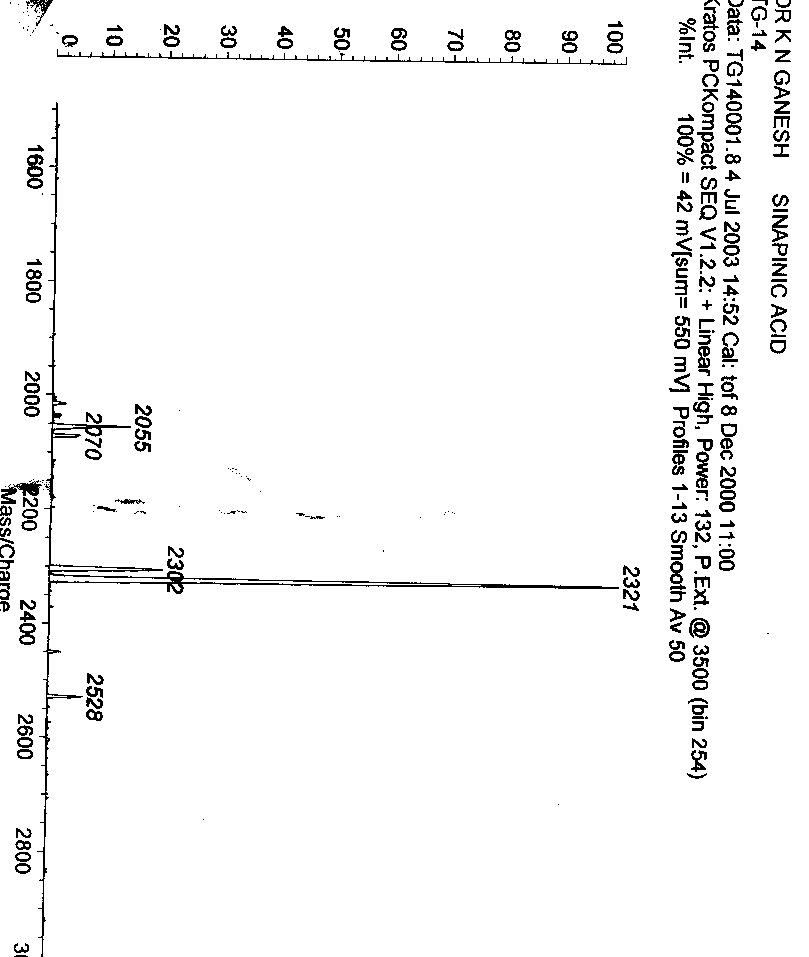 DR K N GANESH SINAPINIC ACID
TG-14
Data: TG140001.8 4 Jul 2003 14:52 Cal: tof 8 Dec 2000 11:00
Kratos PCKompact SEQ V1.2.2: + Linear High, Power: 132, P.Ext. @ 3500 (bin 254)
%Int. 100% = 42 mV[sum= 550 mV] Profiles 1-13 Smooth Av 50
100
90
80
70
60
50
40
30
20
10
0
2321
2302
2055
2070
2528
1600 1800 2000 2200 2400 2600 2800
Mass/Charge